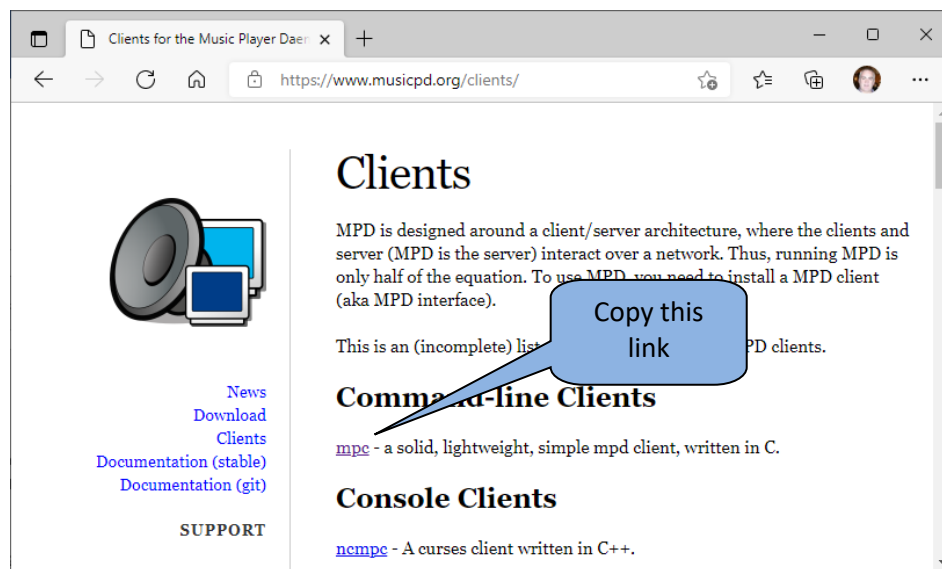 Clients for the Music Player Daem
https://www.musicpd.org/clients/
Clients
MPD is designed around a client/server architecture, where the clients and
server (MPD is the server) interact over a network. Thus, running MPD is
only half of the equation. To use MPD, you need to install a MPD client
(aka MPD interface).
Copy this
link
This is an (incomplete) list PD clients.
Command-line Clients
mpc - a solid, lightweight, simple mpd client, written in C.
Console Clients
ncmpc - A curses client written in C++.
News
Download
Clients
Documentation (stable)
Documentation (git)
SUPPORT